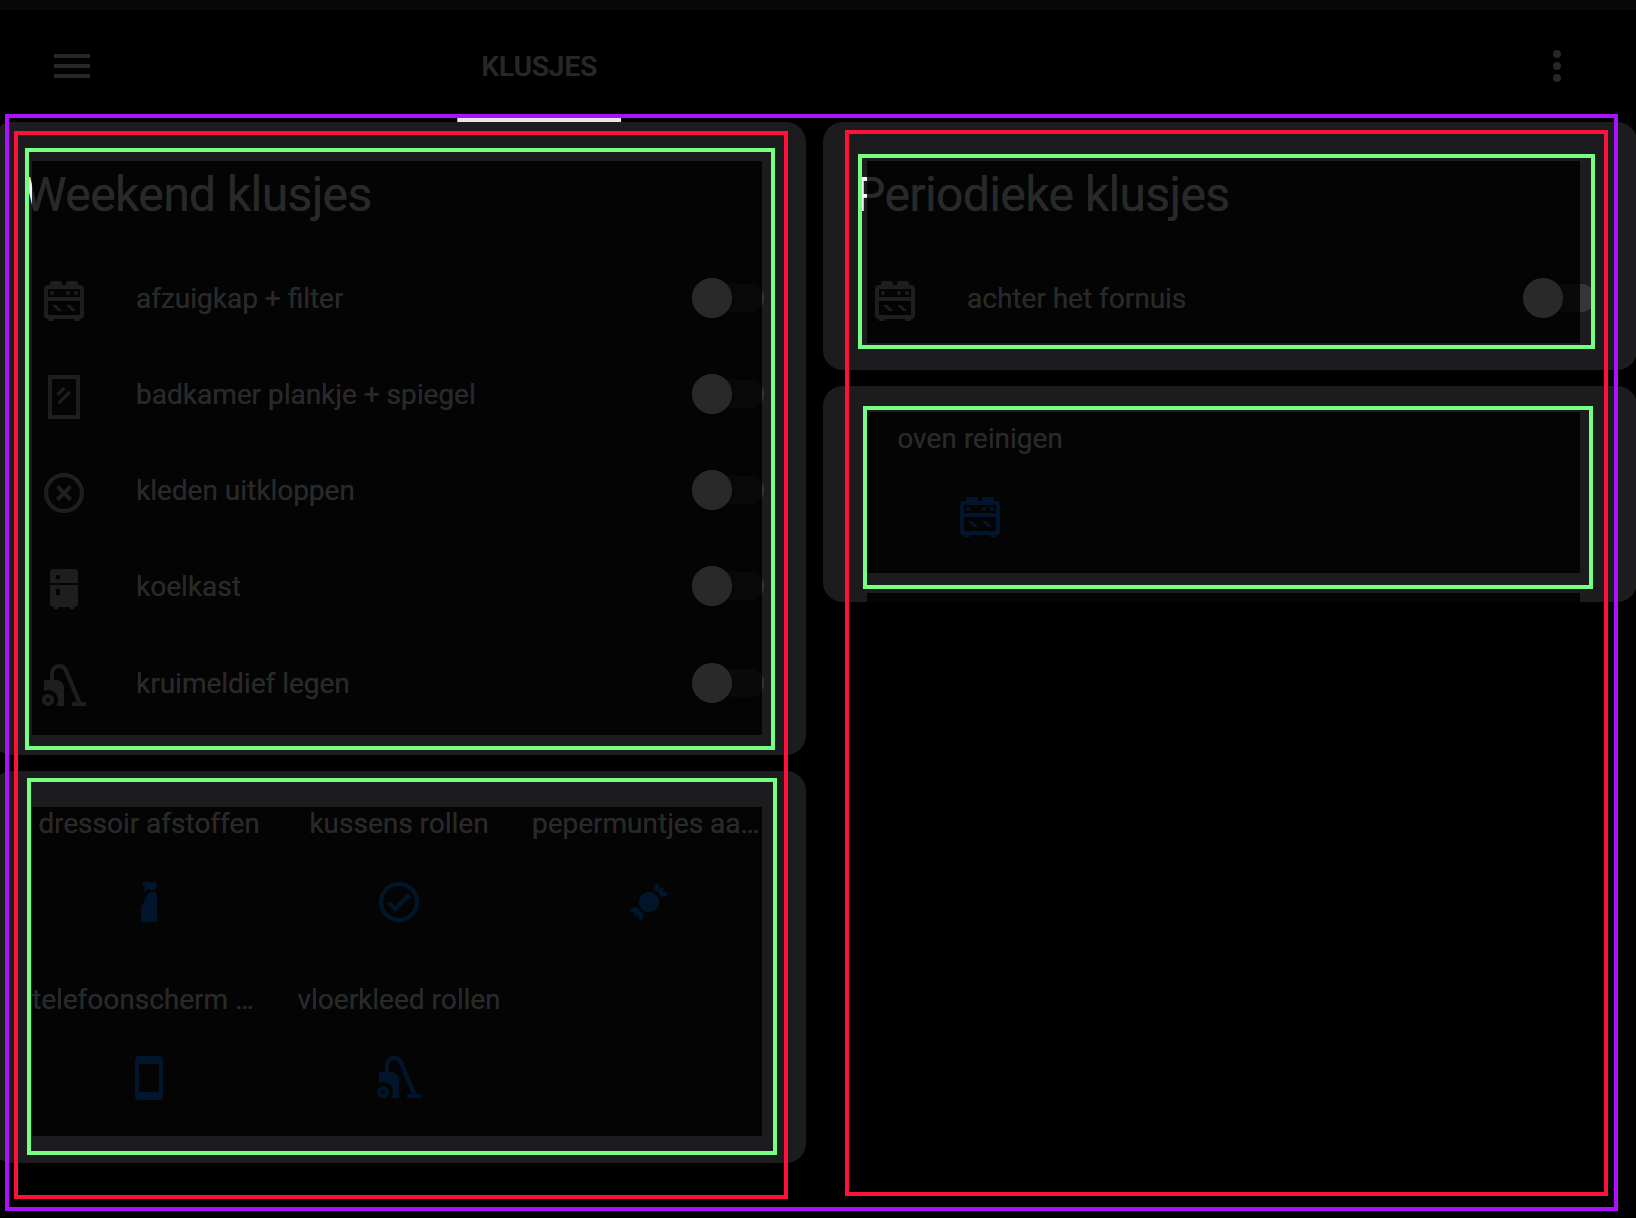 KLUSJES
Weekend klusjes
afzuigkap + filter
badkamer plankje + spiegel
kleden uitkloppen
koelkast
kruimeldief legen
dressoir afstoffen
kussens rollen
pepermuntjes aa...
telefoonscherm ...
vloerkleed rollen
Periodieke klusjes
achter het fornuis
oven reinigen